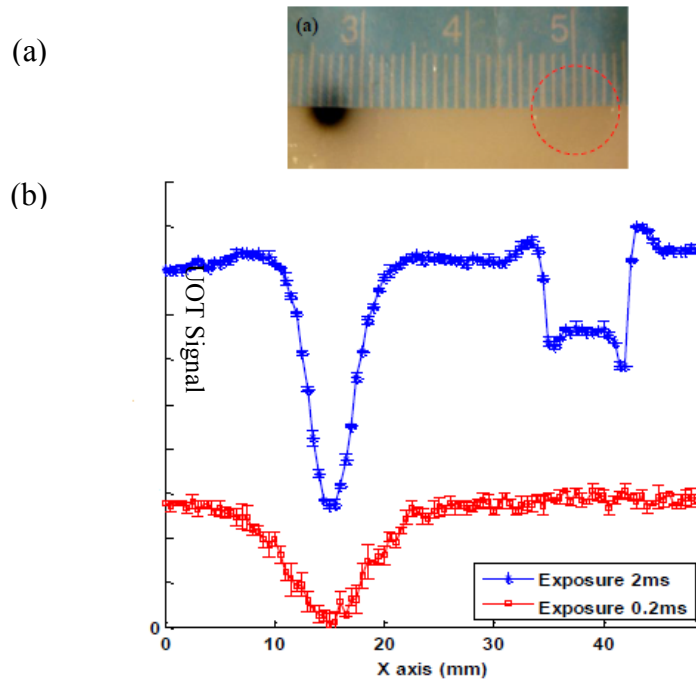 (a)
(a)
3 4 5
(b)
UOT Signal
Exposure 2ms
Exposure 0.2ms
0
0 10 20 30 40
X axis (mm)